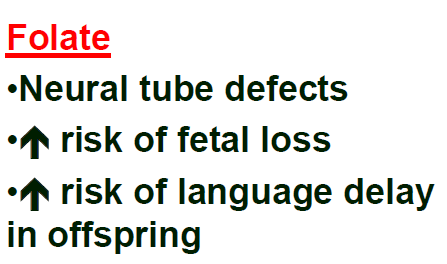 Folate
•Neural tube defects
•↑ risk of fetal loss
•↑ risk of language delay
in offspring